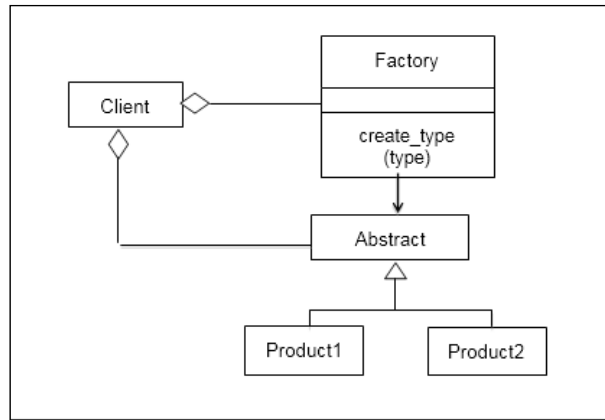 Factory
Client
create_type
(type)
Abstract
Product1
Product2